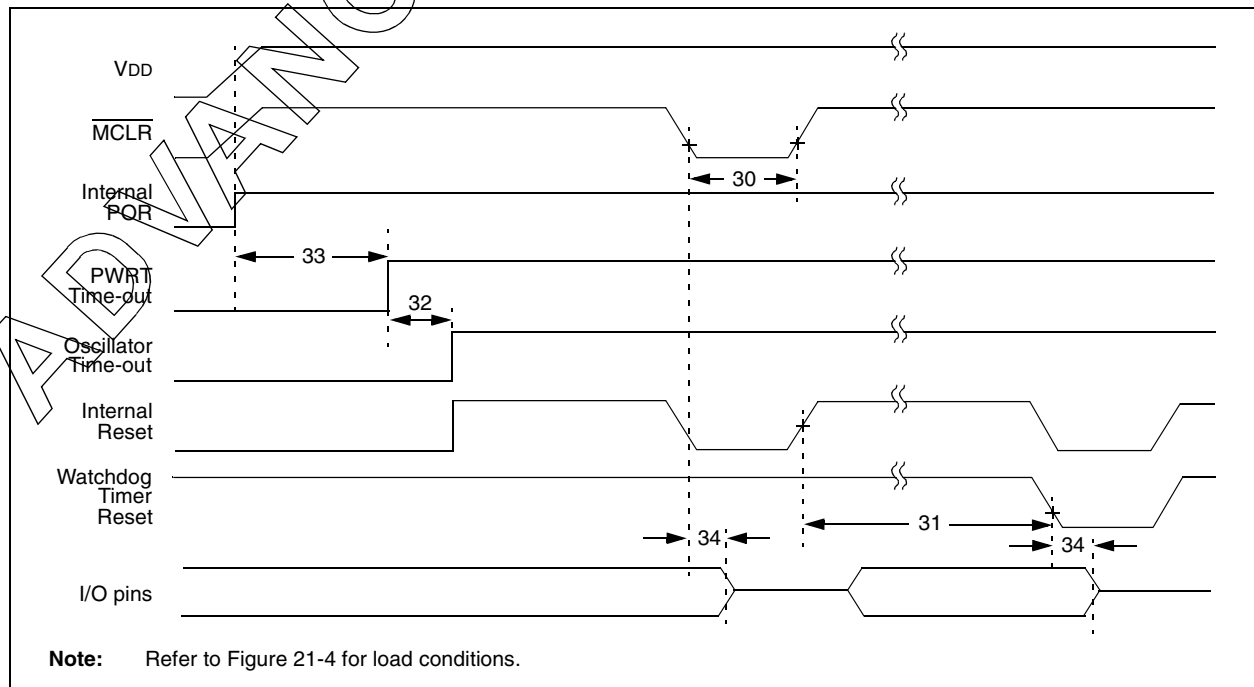 VDD
MCLR
30
Internal
POR
33
PWRT
Time-out
32
Oscillator
Time-out
Internal
Reset
Watchdog
Timer
Reset
31
34
34
I/O pins
Note: Refer to Figure 21-4 for load conditions.
ADVANC